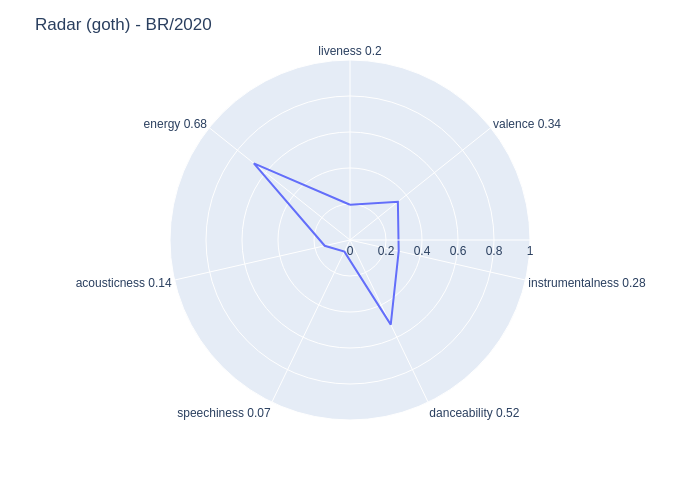 Radar (goth) - BR/2020
liveness 0.2
energy 0.68
valence 0.34
0 0.2 0.4 0.6 0.8 1
acousticness 0.14
instrumentalness 0.28
speechiness 0.07
danceability 0.52